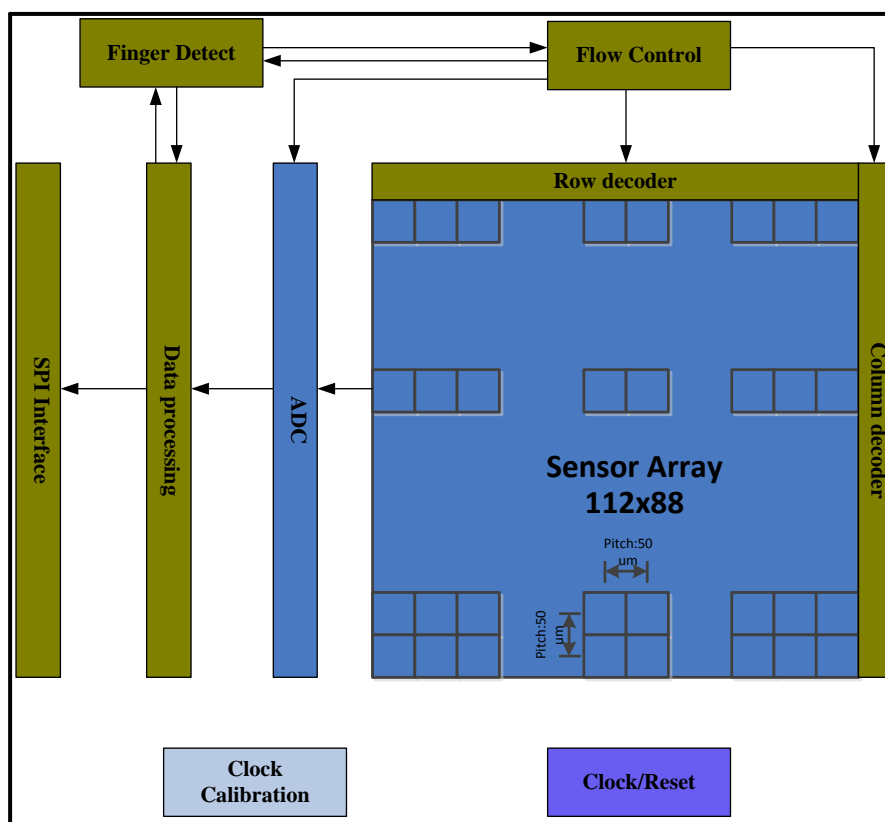 Finger Detect
Flow Control
Row decoder
Column decoder
SPI Interface
Data processing
ADC
Sensor Array
112x88
Pitch:50
um
Pitch:50
um
Clock
Calibration
Clock/Reset